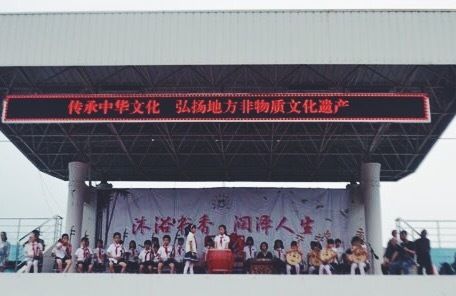 传承中华文化 弘扬地方非物质文化遗产
沐浴书香 润泽人生